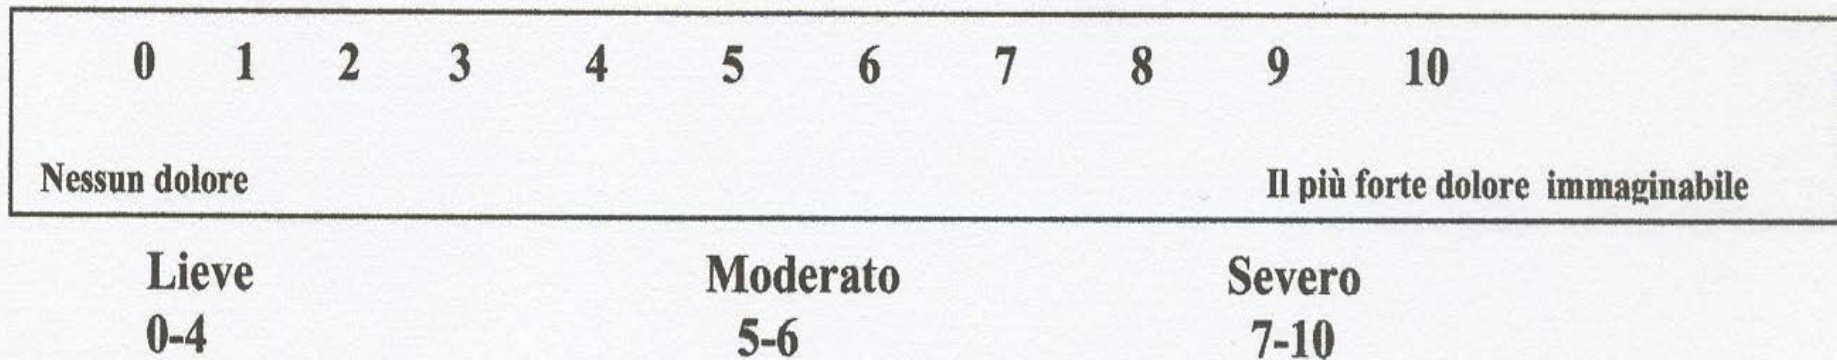 0 1 2 3 4 5 6 7 8 9 10
Nessun dolore Il più forte dolore immaginabile
Lieve Moderato Severo
0-4 5-6 7-10